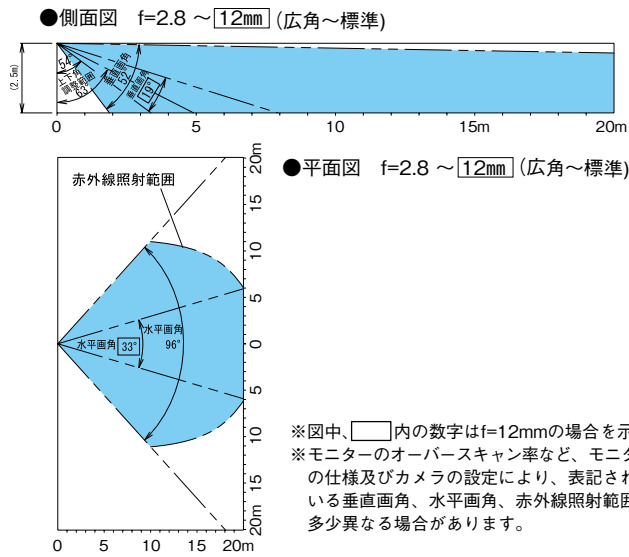 ●側面図 f=2.8 ～ 12mm (広角～標準)
(2.5m)
54°
上下角
調整範囲
63°
垂直画角
52°
垂直画角
19°
0 5 10 15m 20m
●平面図 f=2.8 ～ 12mm (広角～標準)
赤外線照射範囲
20m
15
10
5
0
5
10
15
20m
水平画角 33°
水平画角
96°
0 5 10 15 20m
※図中、 内の数字はf=12mmの場合を示
※モニターのオーバースキャン率など、モニタ
の仕様及びカメラの設定により、表記され
いる垂直画角、水平画角、赤外線照射範囲
多少異なる場合があります。